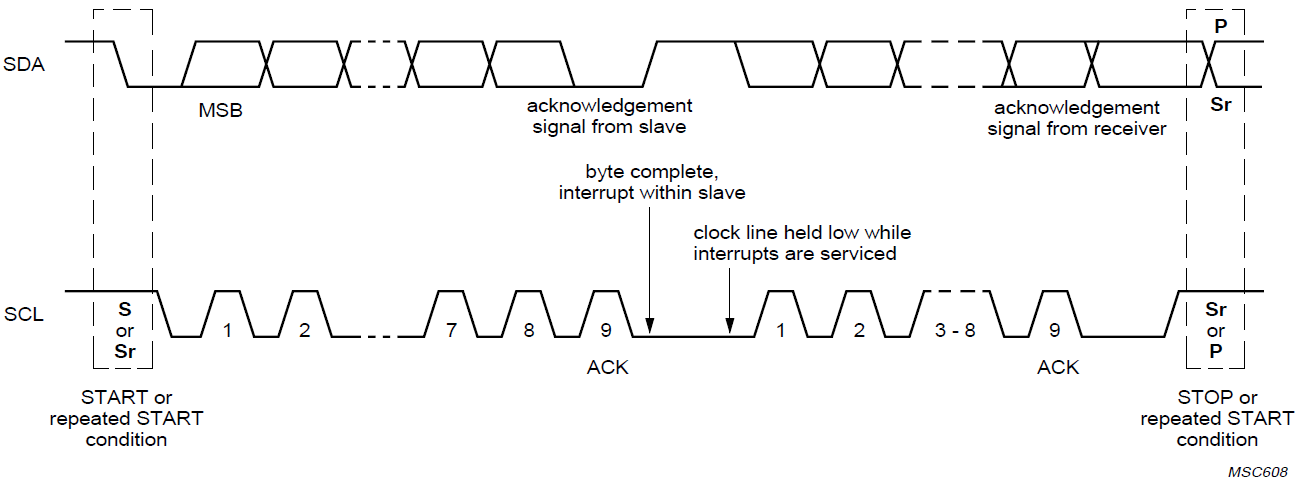 P
SDA
MSB
acknowledgement
signal from slave
acknowledgement
signal from receiver
Sr
byte complete,
interrupt within slave
clock line held low while
interrupts are serviced
SCL
S
or
Sr
1
2
7
8
9
1
2
3 - 8
9
Sr
or
P
ACK
ACK
START or
repeated START
condition
STOP or
repeated START
condition
MSC608